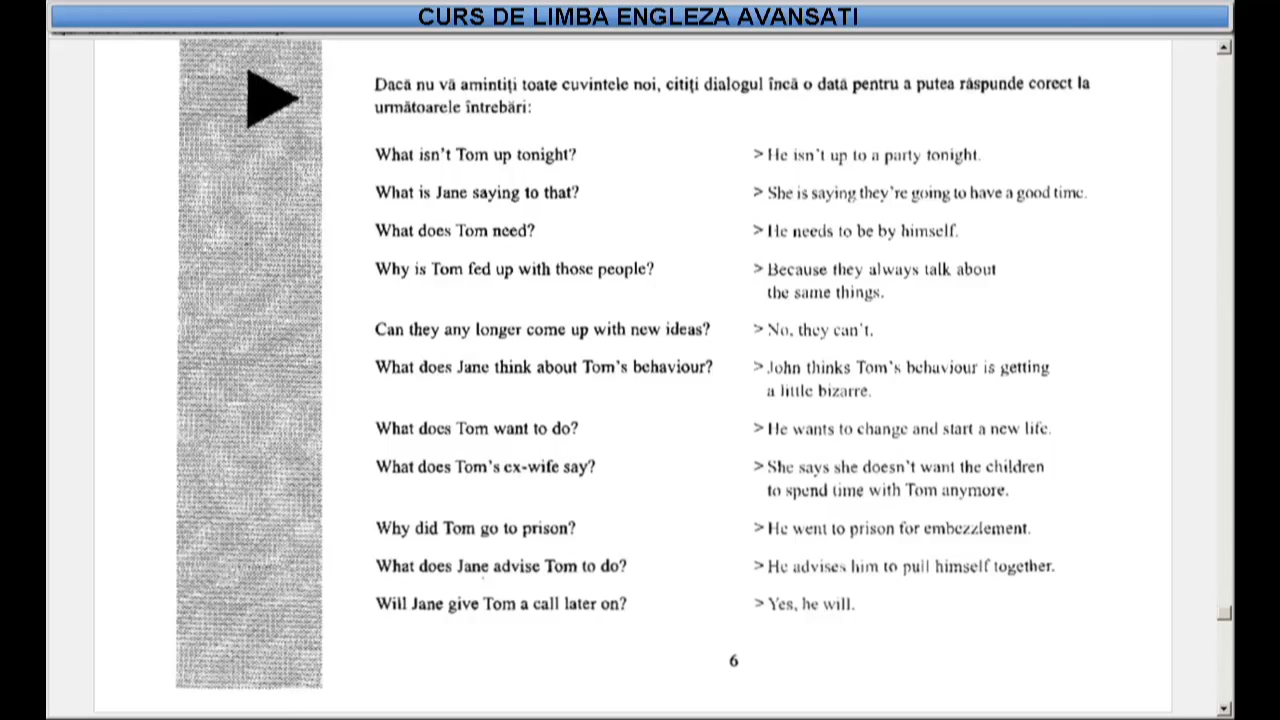 CURS DE LIMBA ENGLEZA AVANSATI
Dacă nu vă amintiți toate cuvintele noi, citiți dialogul încă o dată pentru a putea răspunde corect la
următoarele întrebări:
What isn't Tom up tonight? > He isn't up to a party tonight.
What is Jane saying to that? > She is saying they're going to have a good time.
What does Tom need? > He needs to be by himself.
Why is Tom fed up with those people? > Because they always talk about
the same things.
Can they any longer come up with new ideas? > No, they can't.
What does Jane think about Tom's behaviour? > John thinks Tom's behaviour is getting
a little bizarre.
What does Tom want to do? > He wants to change and start a new life.
What does Tom's ex-wife say? > She says she doesn't want the children
to spend time with Tom anymore.
Why did Tom go to prison? > He went to prison for embezzlement.
What does Jane advise Tom to do? > He advises him to pull himself together.
Will Jane give Tom a call later on? > Yes, he will.
6